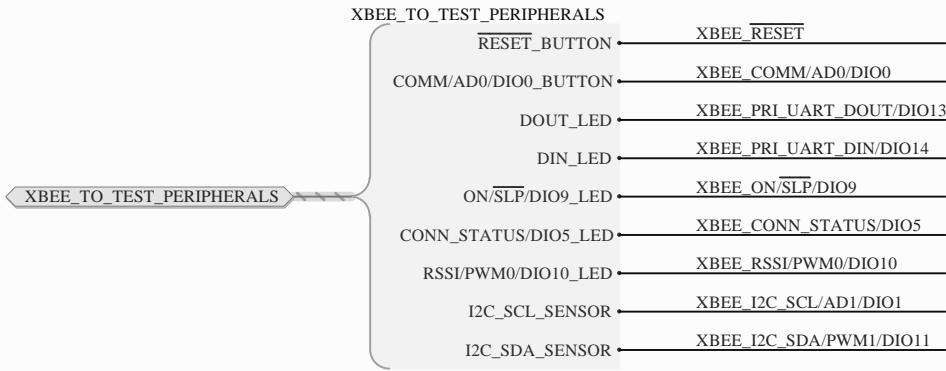 XBEE_TO_TEST_PERIPHERALS
RESET_BUTTON XBEE_RESET
COMM/AD0/DIO0_BUTTON XBEE_COMM/AD0/DIO0
DOUT_LED XBEE_PRI_UART_DOUT/DIO13
DIN_LED XBEE_PRI_UART_DIN/DIO14
XBEE_TO_TEST_PERIPHERALS ON/SLP/DIO9_LED XBEE_ON/SLP/DIO9
CONN_STATUS/DIO5_LED XBEE_CONN_STATUS/DIO5
RSSI/PWM0/DIO10_LED XBEE_RSSI/PWM0/DIO10
I2C_SCL_SENSOR XBEE_I2C_SCL/AD1/DIO1
I2C_SDA_SENSOR XBEE_I2C_SDA/PWM1/DIO11